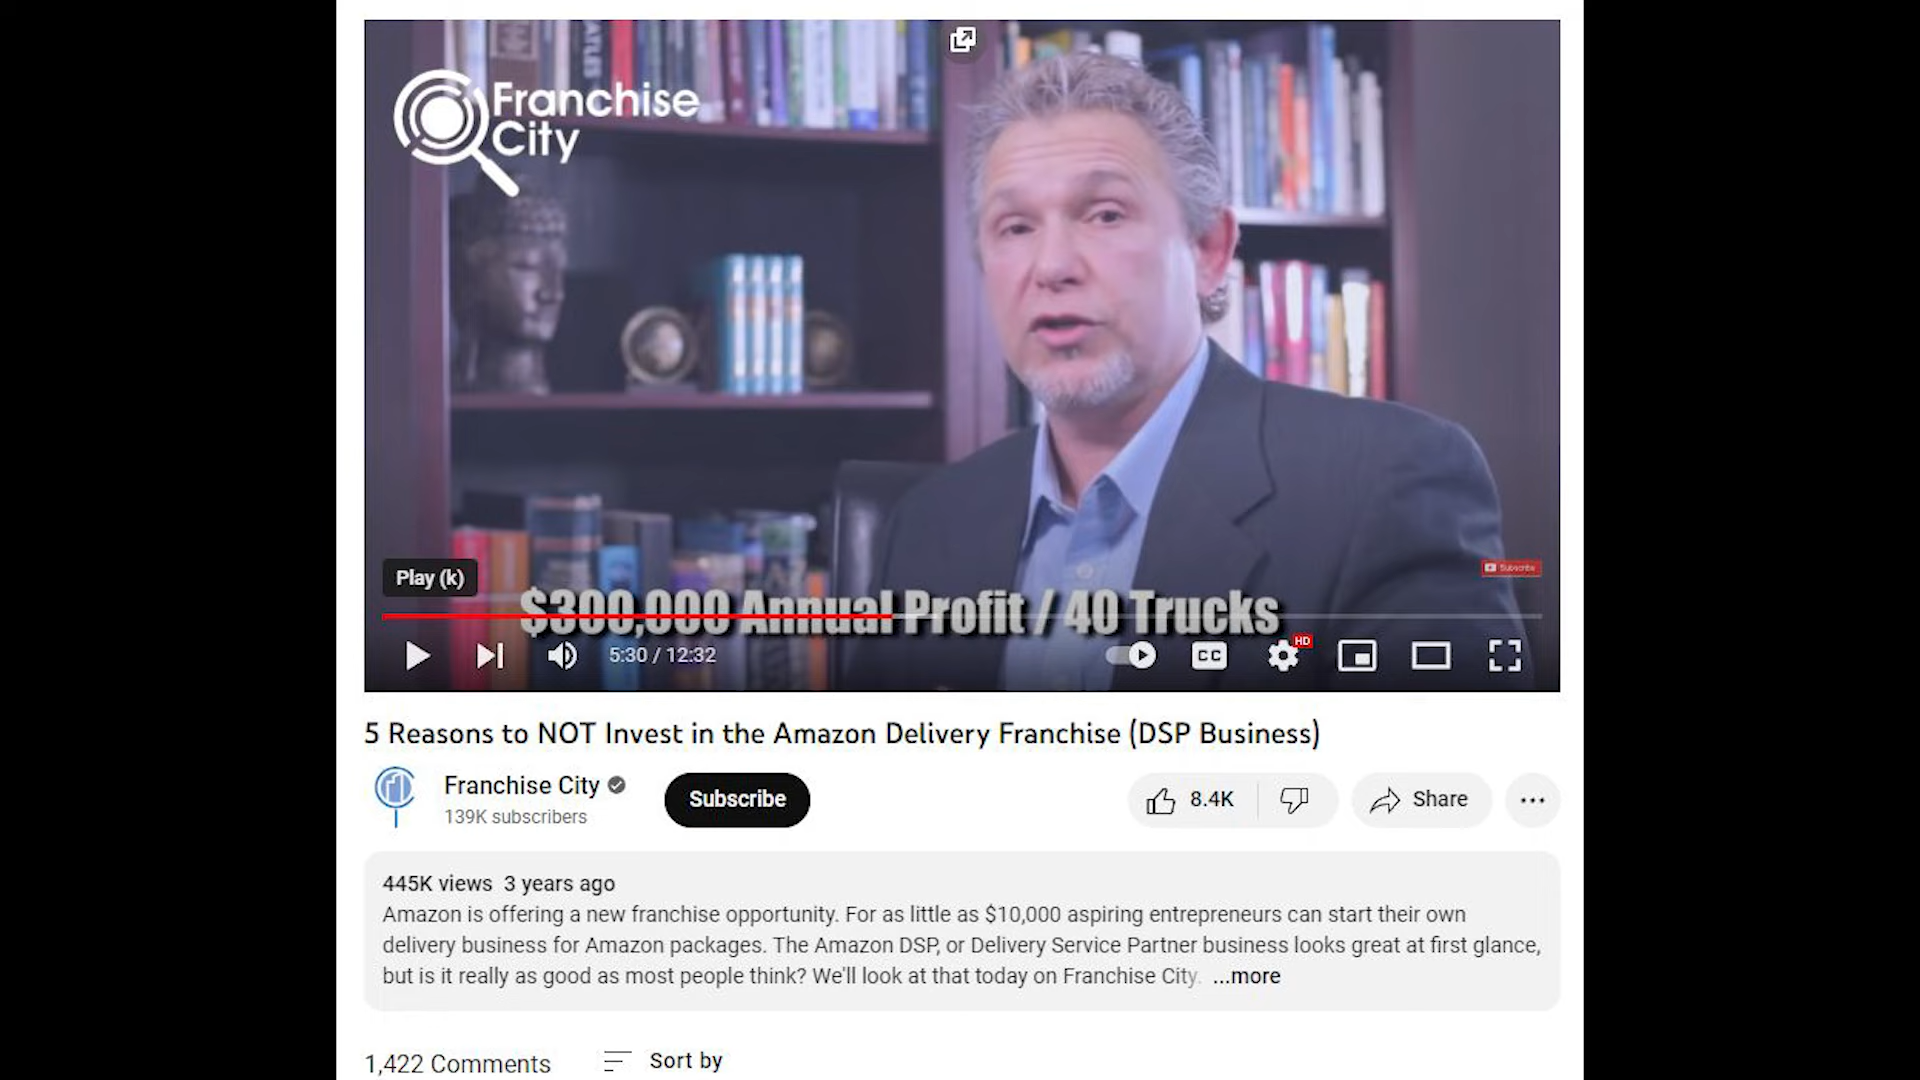 ATLAS
Franchise
City
Play (k)
Subscribe
$300,000 Annual Profit / 40 Trucks
HD
5:30 / 12:32
CC
5 Reasons to NOT Invest in the Amazon Delivery Franchise (DSP Business)
Franchise City
139K subscribers
Subscribe
8.4K
Share
445K views 3 years ago
Amazon is offering a new franchise opportunity. For as little as $10,000 aspiring entrepreneurs can start their own
delivery business for Amazon packages. The Amazon DSP, or Delivery Service Partner business looks great at first glance,
but is it really as good as most people think? We'll look at that today on Franchise City. ...more
1,422 Comments
Sort by